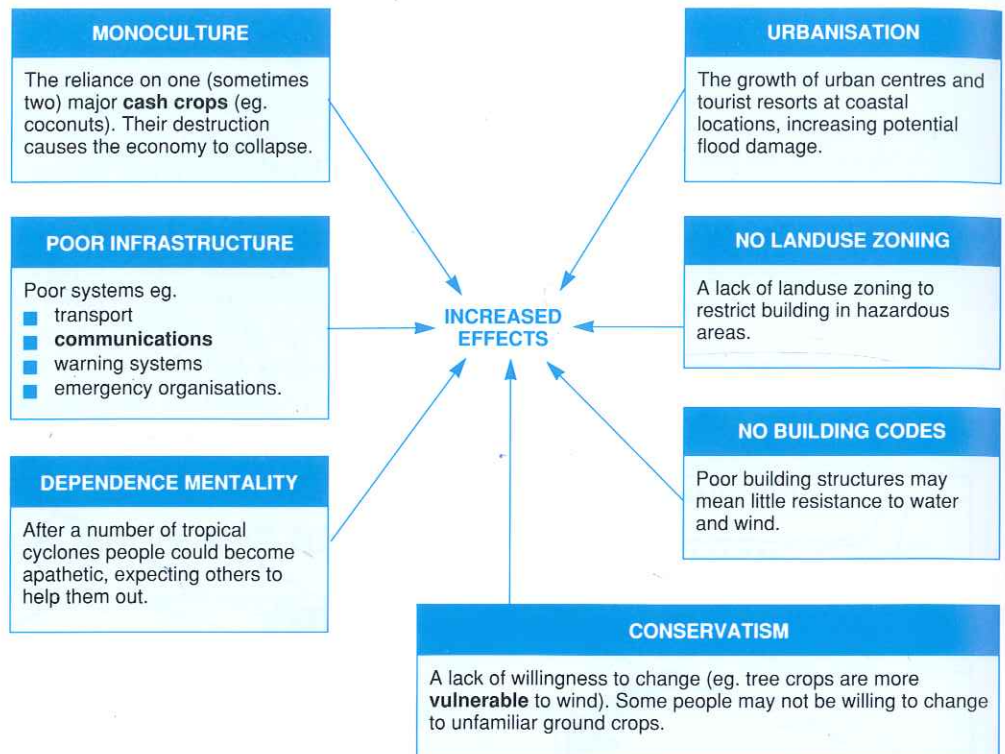 MONOCULTURE
The reliance on one (sometimes
two) major cash crops (eg.
coconuts). Their destruction
causes the economy to collapse.
URBANISATION
The growth of urban centres and
tourist resorts at coastal
locations, increasing potential
flood damage.
POOR INFRASTRUCTURE
Poor systems eg.
transport
communications
warning systems
emergency organisations.
INCREASED
EFFECTS
NO LANDUSE ZONING
A lack of landuse zoning to
restrict building in hazardous
areas.
DEPENDENCE MENTALITY
After a number of tropical
cyclones people could become
apathetic, expecting others to
help them out.
NO BUILDING CODES
Poor building structures may
mean little resistance to water
and wind.
CONSERVATISM
A lack of willingness to change (eg. tree crops are more
vulnerable to wind). Some people may not be willing to change
to unfamiliar ground crops.